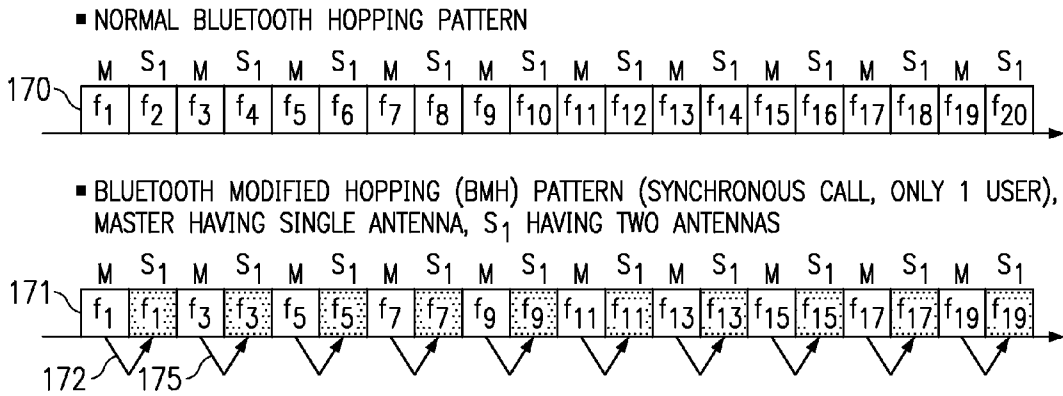 ▪ NORMAL BLUETOOTH HOPPING PATTERN
M S1 M S1 M S1 M S1 M S1 M S1 M S1 M S1 M S1 M S1
170 f1 f2 f3 f4 f5 f6 f7 f8 f9 f10 f11 f12 f13 f14 f15 f16 f17 f18 f19 f20
▪ BLUETOOTH MODIFIED HOPPING (BMH) PATTERN (SYNCHRONOUS CALL, ONLY 1 USER),
MASTER HAVING SINGLE ANTENNA, S1 HAVING TWO ANTENNAS
M S1 M S1 M S1 M S1 M S1 M S1 M S1 M S1 M S1 M S1
171 f1 f1 f3 f3 f5 f5 f7 f7 f9 f9 f11 f11 f13 f13 f15 f15 f17 f17 f19 f19
172 175